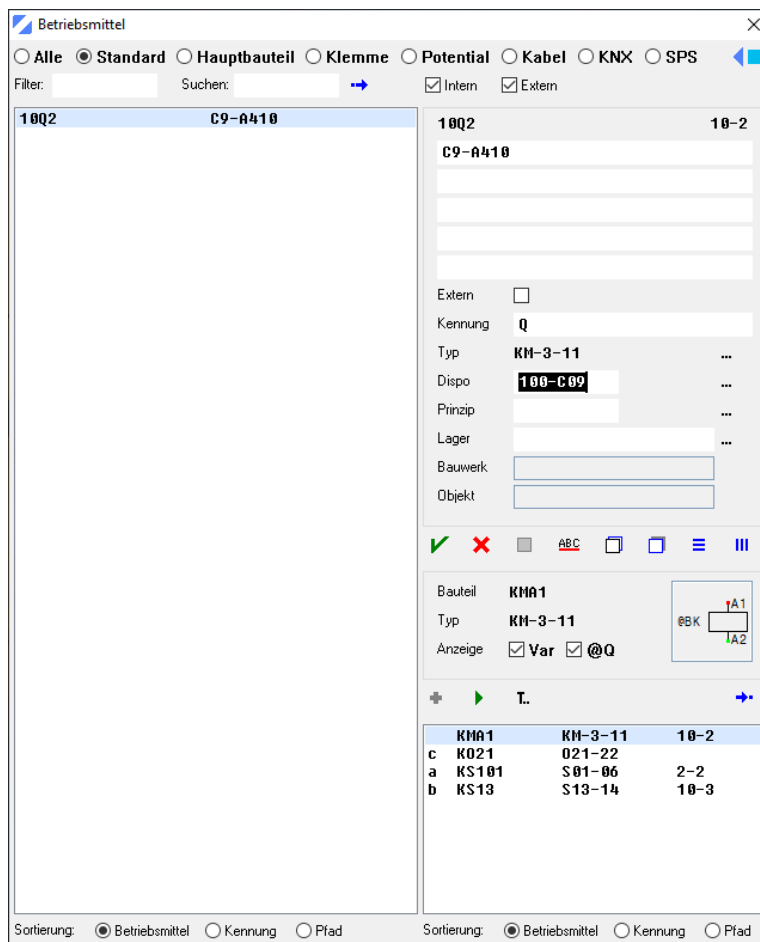 Betriebsmittel
Alle Standard Hauptbauteil Klemme Potential Kabel KNX SPS
Filter: Suchen: Intern Extern
10Q2 C9-A410
10Q2 10-2
C9-A410
Extern
Kennung Q
Typ KM-3-11 ...
Dispo 100-C09 ...
Prinzip ...
Lager ...
Bauwerk
Objekt
ABC
Bauteil KMA1
Typ KM-3-11
Anzeige Var @Q
@BK A1
A2
T..
KMA1 KM-3-11 10-2
c KO21 O21-22
a KS101 S01-06 2-2
b KS13 S13-14 10-3
Sortierung: Betriebsmittel Kennung Pfad
Sortierung: Betriebsmittel Kennung Pfad